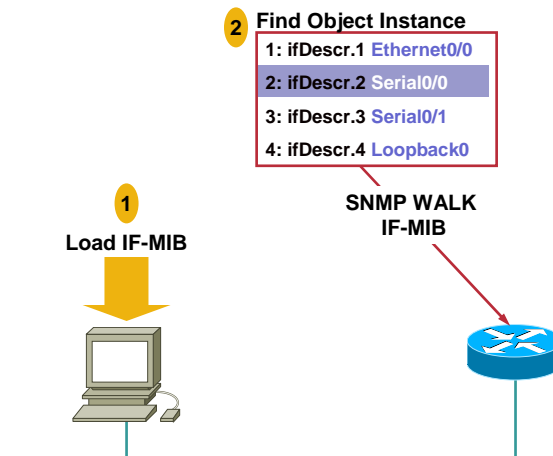 2 Find Object Instance
1: ifDescr.1 Ethernet0/0
2: ifDescr.2 Serial0/0
3: ifDescr.3 Serial0/1
4: ifDescr.4 Loopback0
SNMP WALK
IF-MIB
1
Load IF-MIB